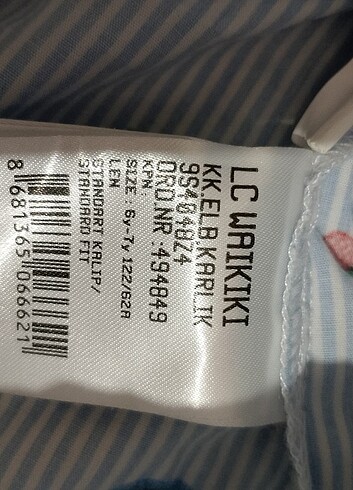 LC WAIKIKI
KK.ELB.KARLIK
9S4048Z4
ORD.NR :494849
KPN:
SIZE: 6y-7y 122/62A
LEN
STANDART KALIP/
STANDARD FIT
8 681365 066621